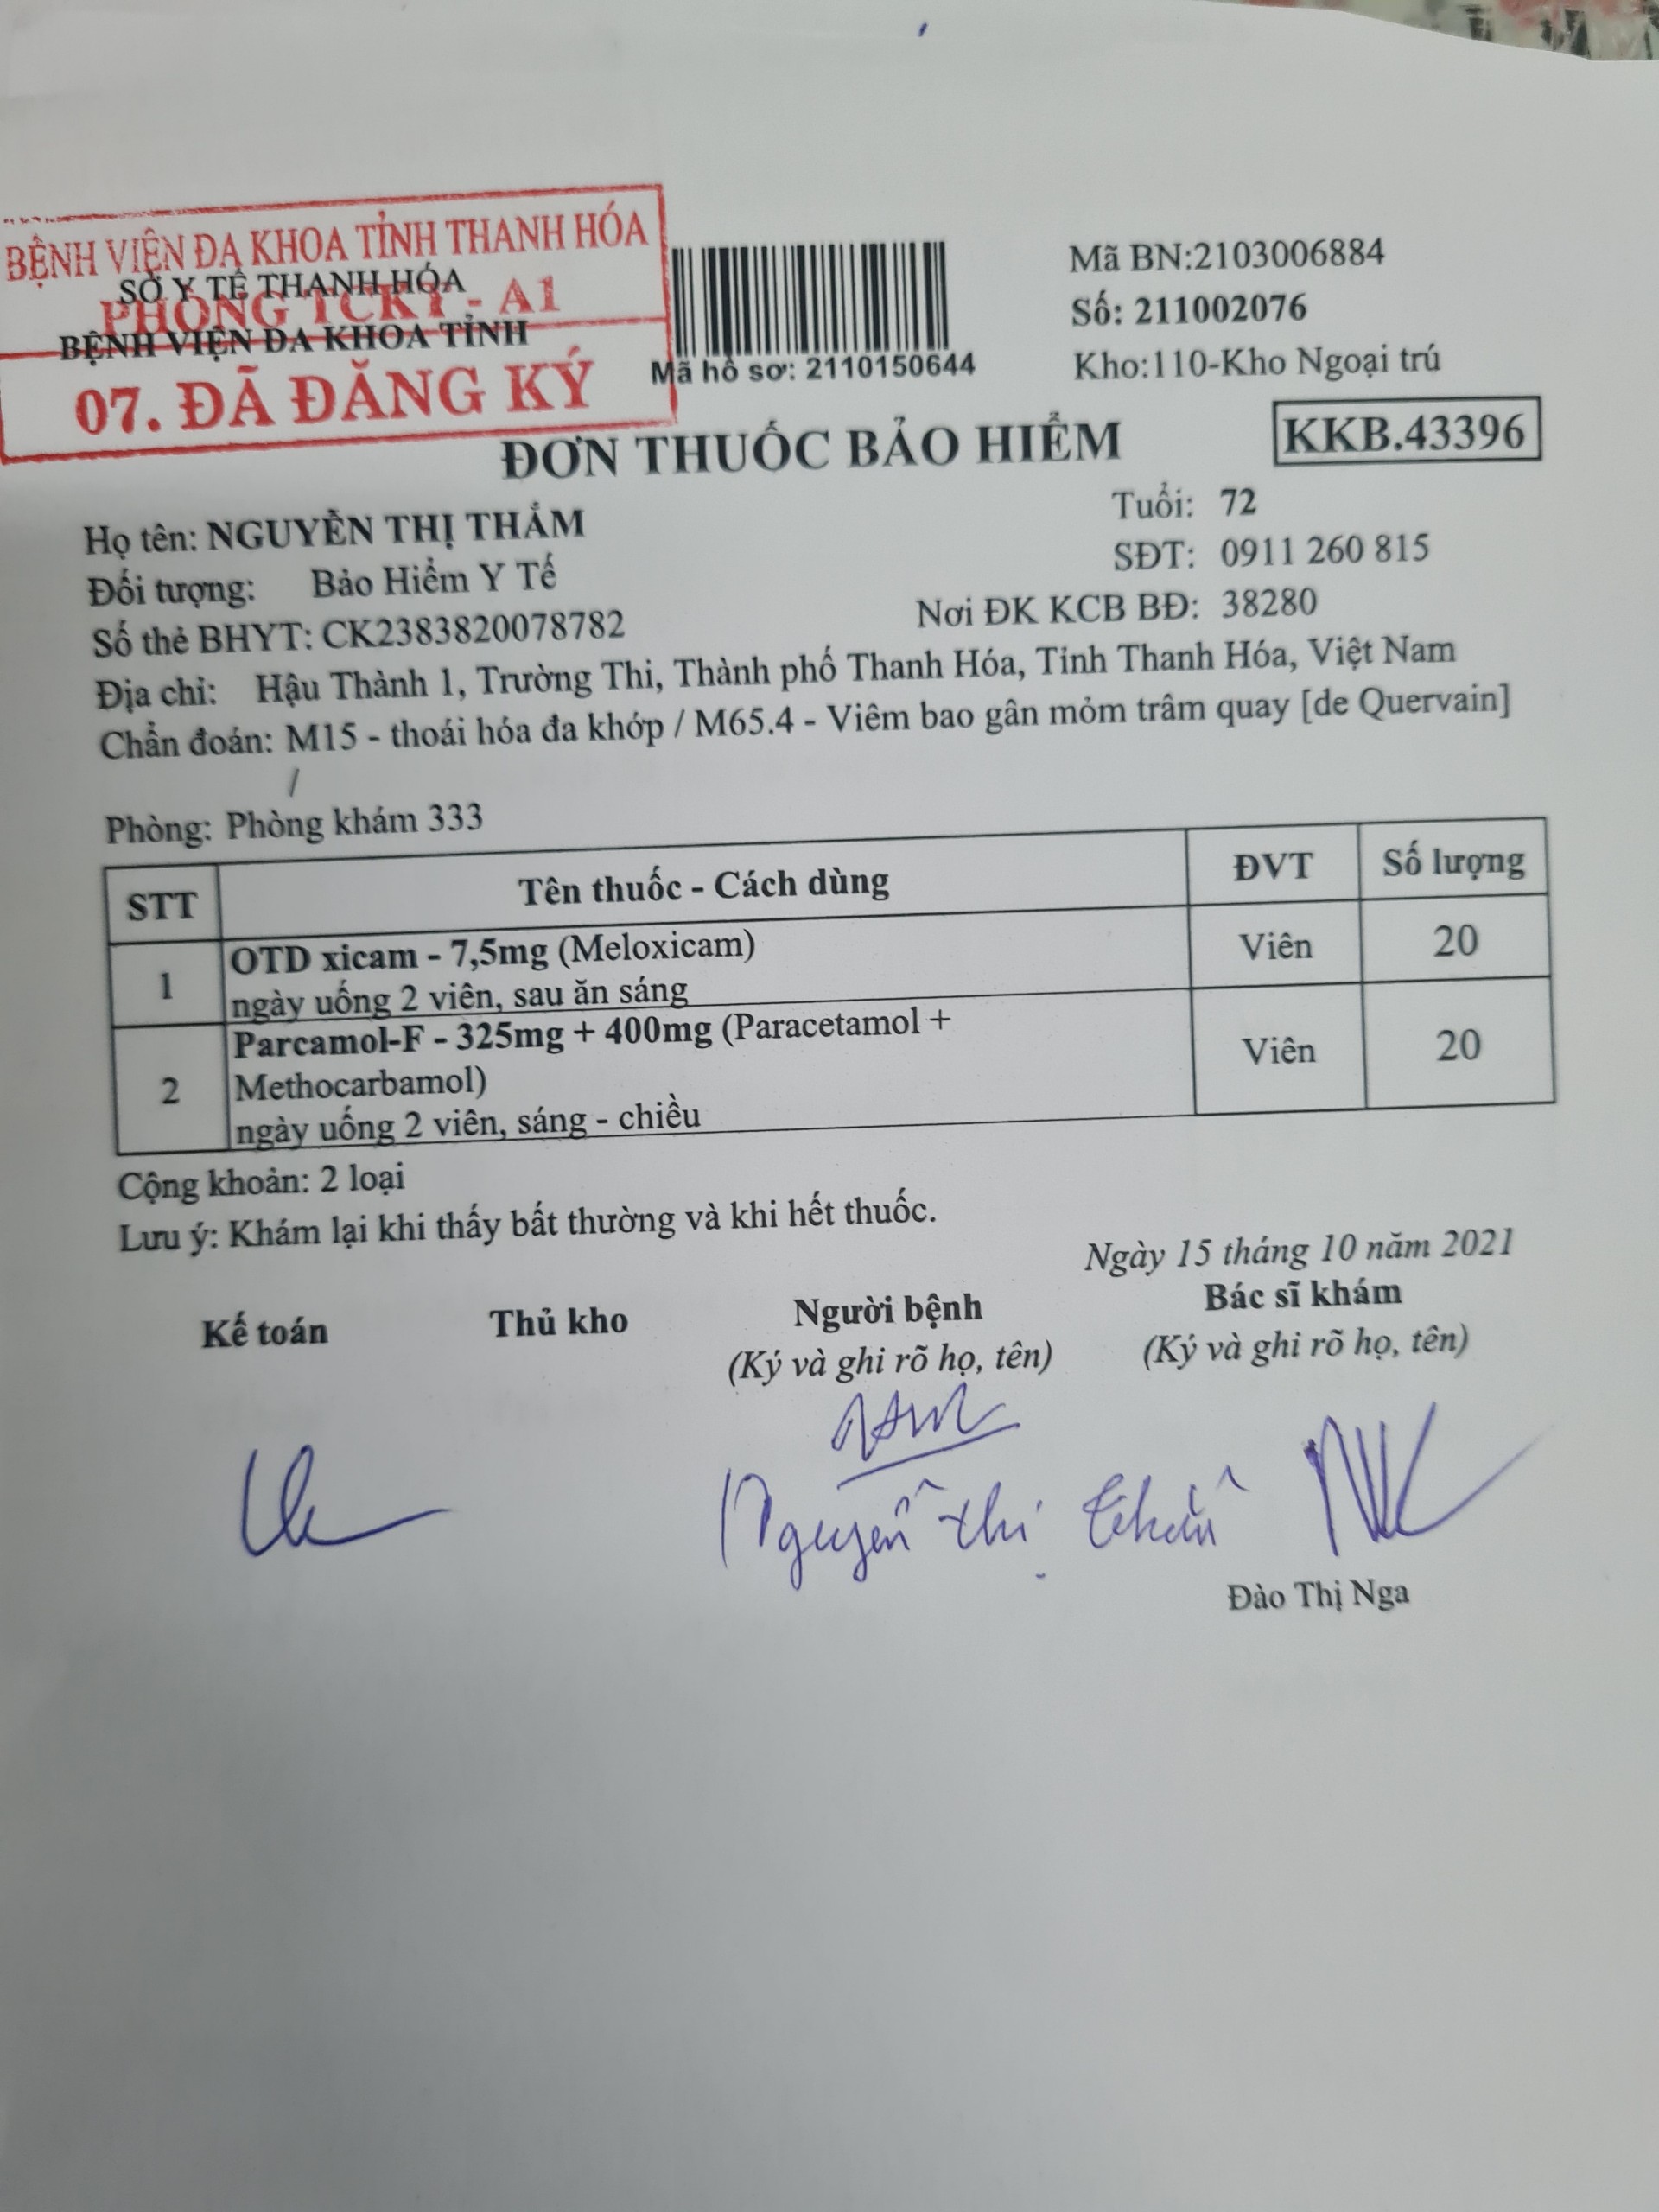 BỆNH VIỆN ĐA KHOA TỈNH THANH HÓA
SỞ Y TẾ THANH HÓA
PHÒNG TCKT - A1
BỆNH VIỆN ĐA KHOA TỈNH
07. ĐÃ ĐĂNG KÝ
Mã hồ sơ: 2110150644
Mã BN:2103006884
Số: 211002076
Kho:110-Kho Ngoại trú
ĐƠN THUỐC BẢO HIỂM
KKB.43396
Họ tên: NGUYỄN THỊ THẮM
Tuổi: 72
Đối tượng: Bảo Hiểm Y Tế
SĐT: 0911 260 815
Số thẻ BHYT: CK2383820078782
Nơi ĐK KCB BĐ: 38280
Địa chỉ: Hậu Thành 1, Trường Thi, Thành phố Thanh Hóa, Tỉnh Thanh Hóa, Việt Nam
Chẩn đoán: M15 - thoái hóa đa khớp / M65.4 - Viêm bao gân mỏm trâm quay [de Quervain]
/
Phòng: Phòng khám 333
STT Tên thuốc - Cách dùng ĐVT Số lượng
1 OTD xicam - 7,5mg (Meloxicam) Viên 20
ngày uống 2 viên, sau ăn sáng
2 Parcamol-F - 325mg + 400mg (Paracetamol + Viên 20
Methocarbamol)
ngày uống 2 viên, sáng - chiều
Cộng khoản: 2 loại
Lưu ý: Khám lại khi thấy bất thường và khi hết thuốc.
Ngày 15 tháng 10 năm 2021
Kế toán Thủ kho Người bệnh Bác sĩ khám
(Ký và ghi rõ họ, tên) (Ký và ghi rõ họ, tên)
Nguyễn thị
Đào Thị Nga